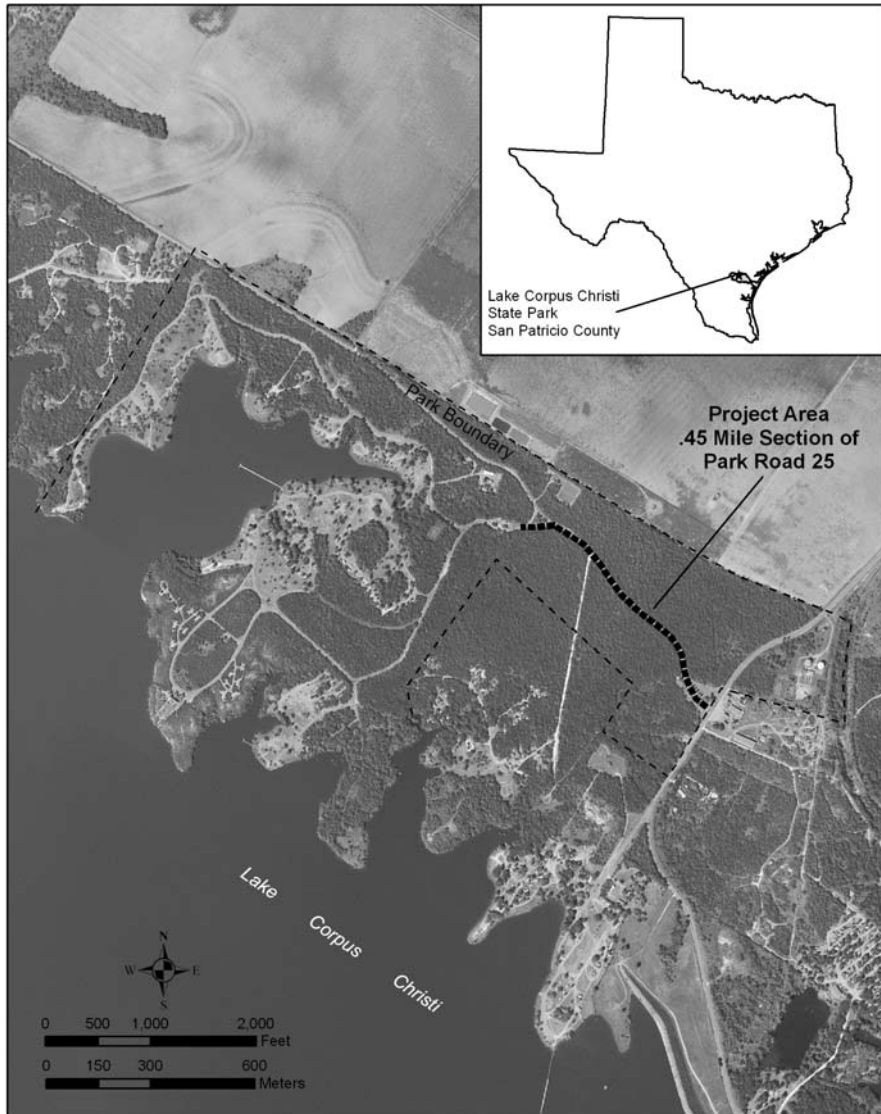 Lake Corpus Christi
State Park
San Patricio County
Park Boundary
Project Area
.45 Mile Section of
Park Road 25
Lake Corpus Christi
N
W E
S
0 500 1,000 2,000
Feet
0 150 300 600
Meters